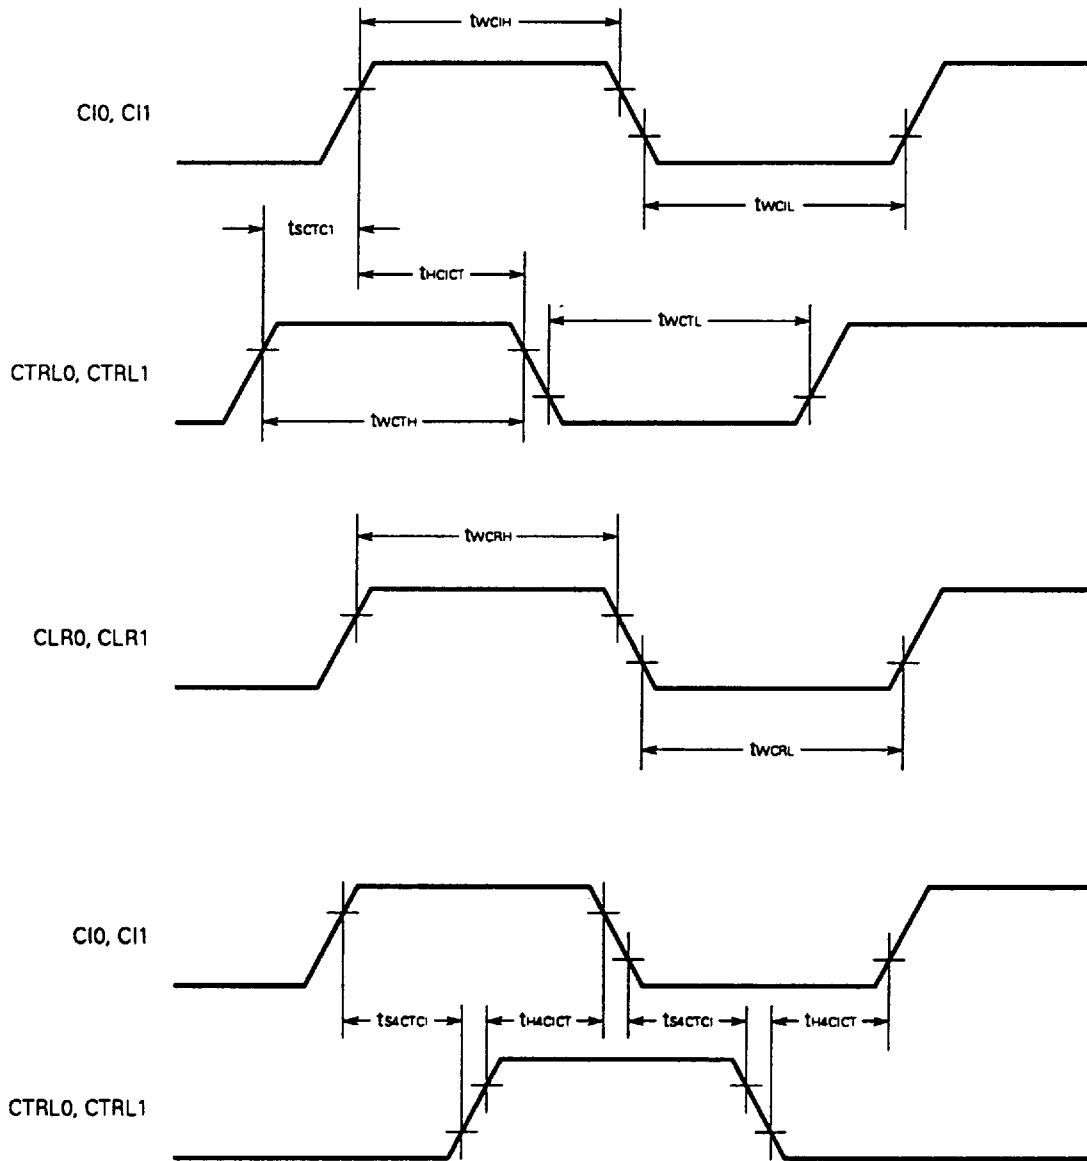 tWCIH
CI0, CI1
tWCIL
tSCTC1
tHCICT
tWCTL
CTRL0, CTRL1
tWCTH
tWCRH
CLR0, CLR1
tWCRL
CI0, CI1
tS4CTCI tH4CICT tS4CTCI tH4CICT
CTRL0, CTRL1